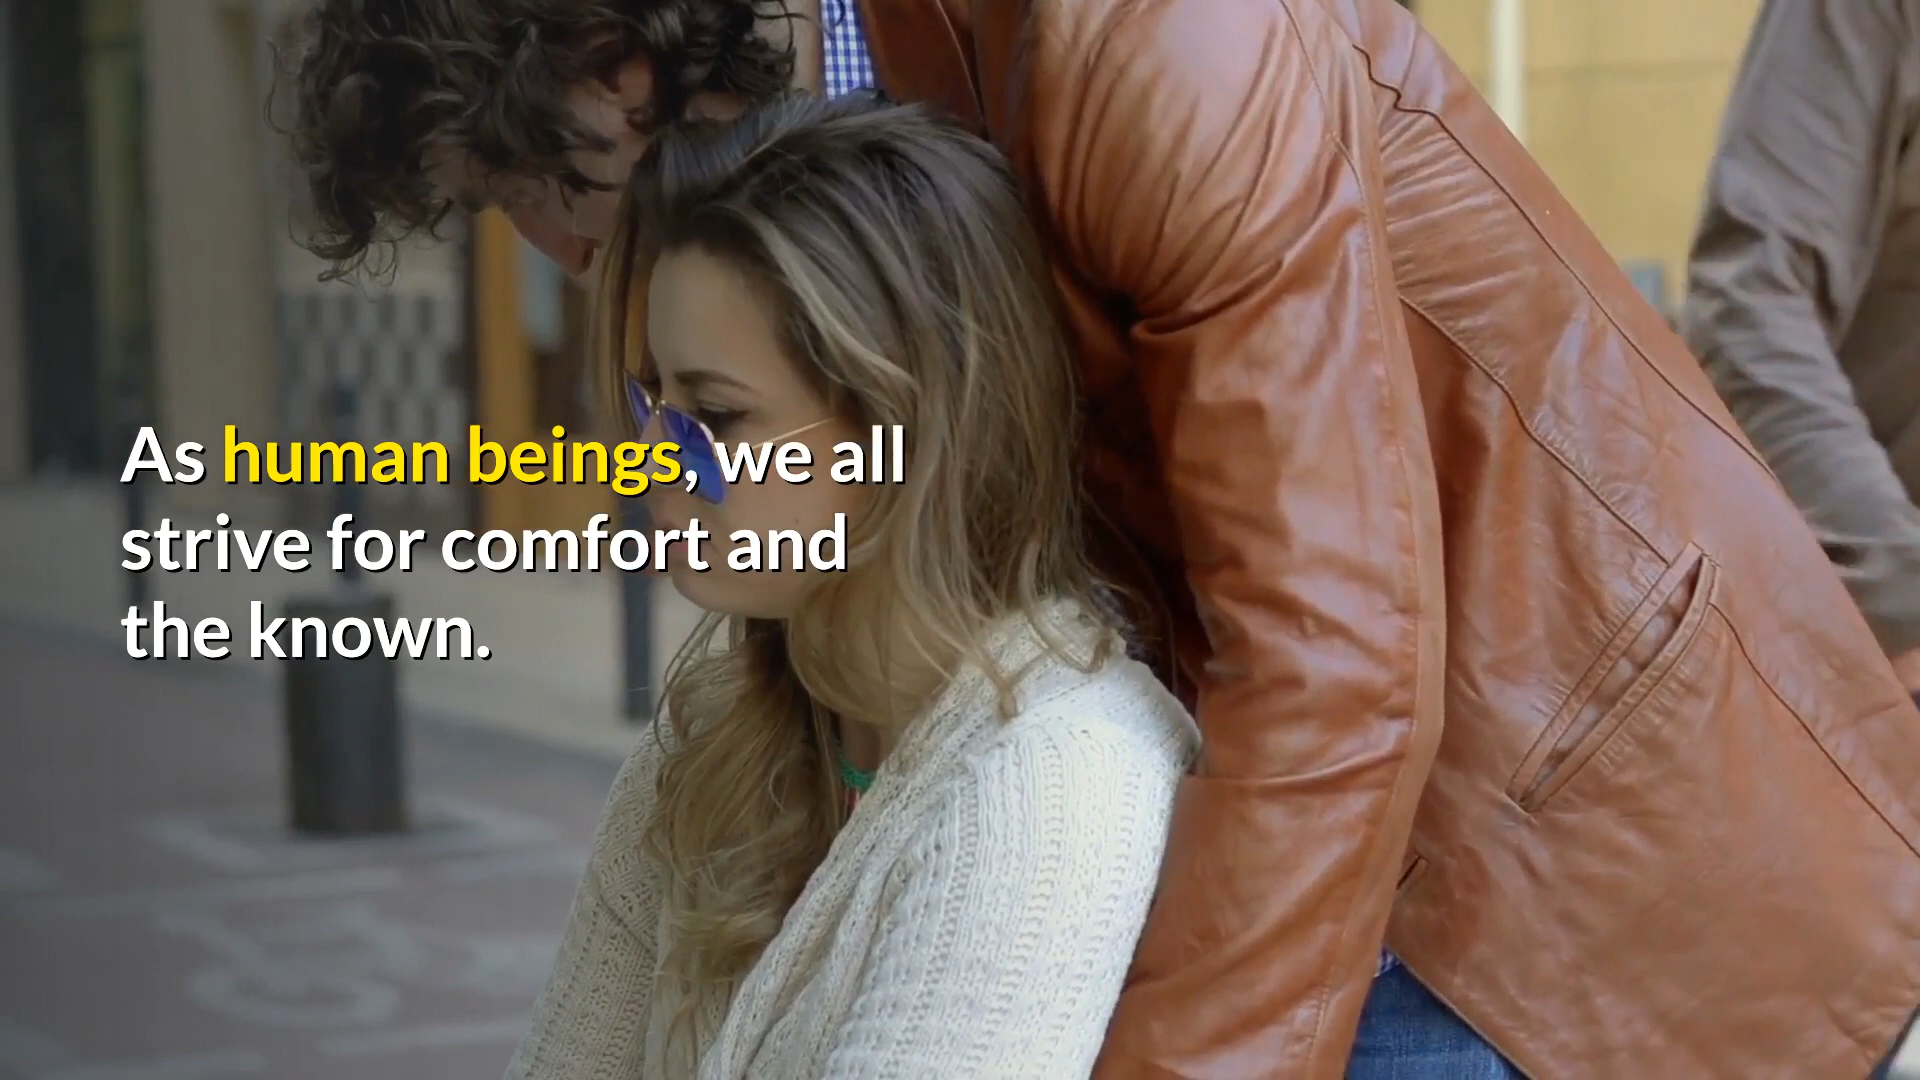 As human beings, we all
strive for comfort and
the known.